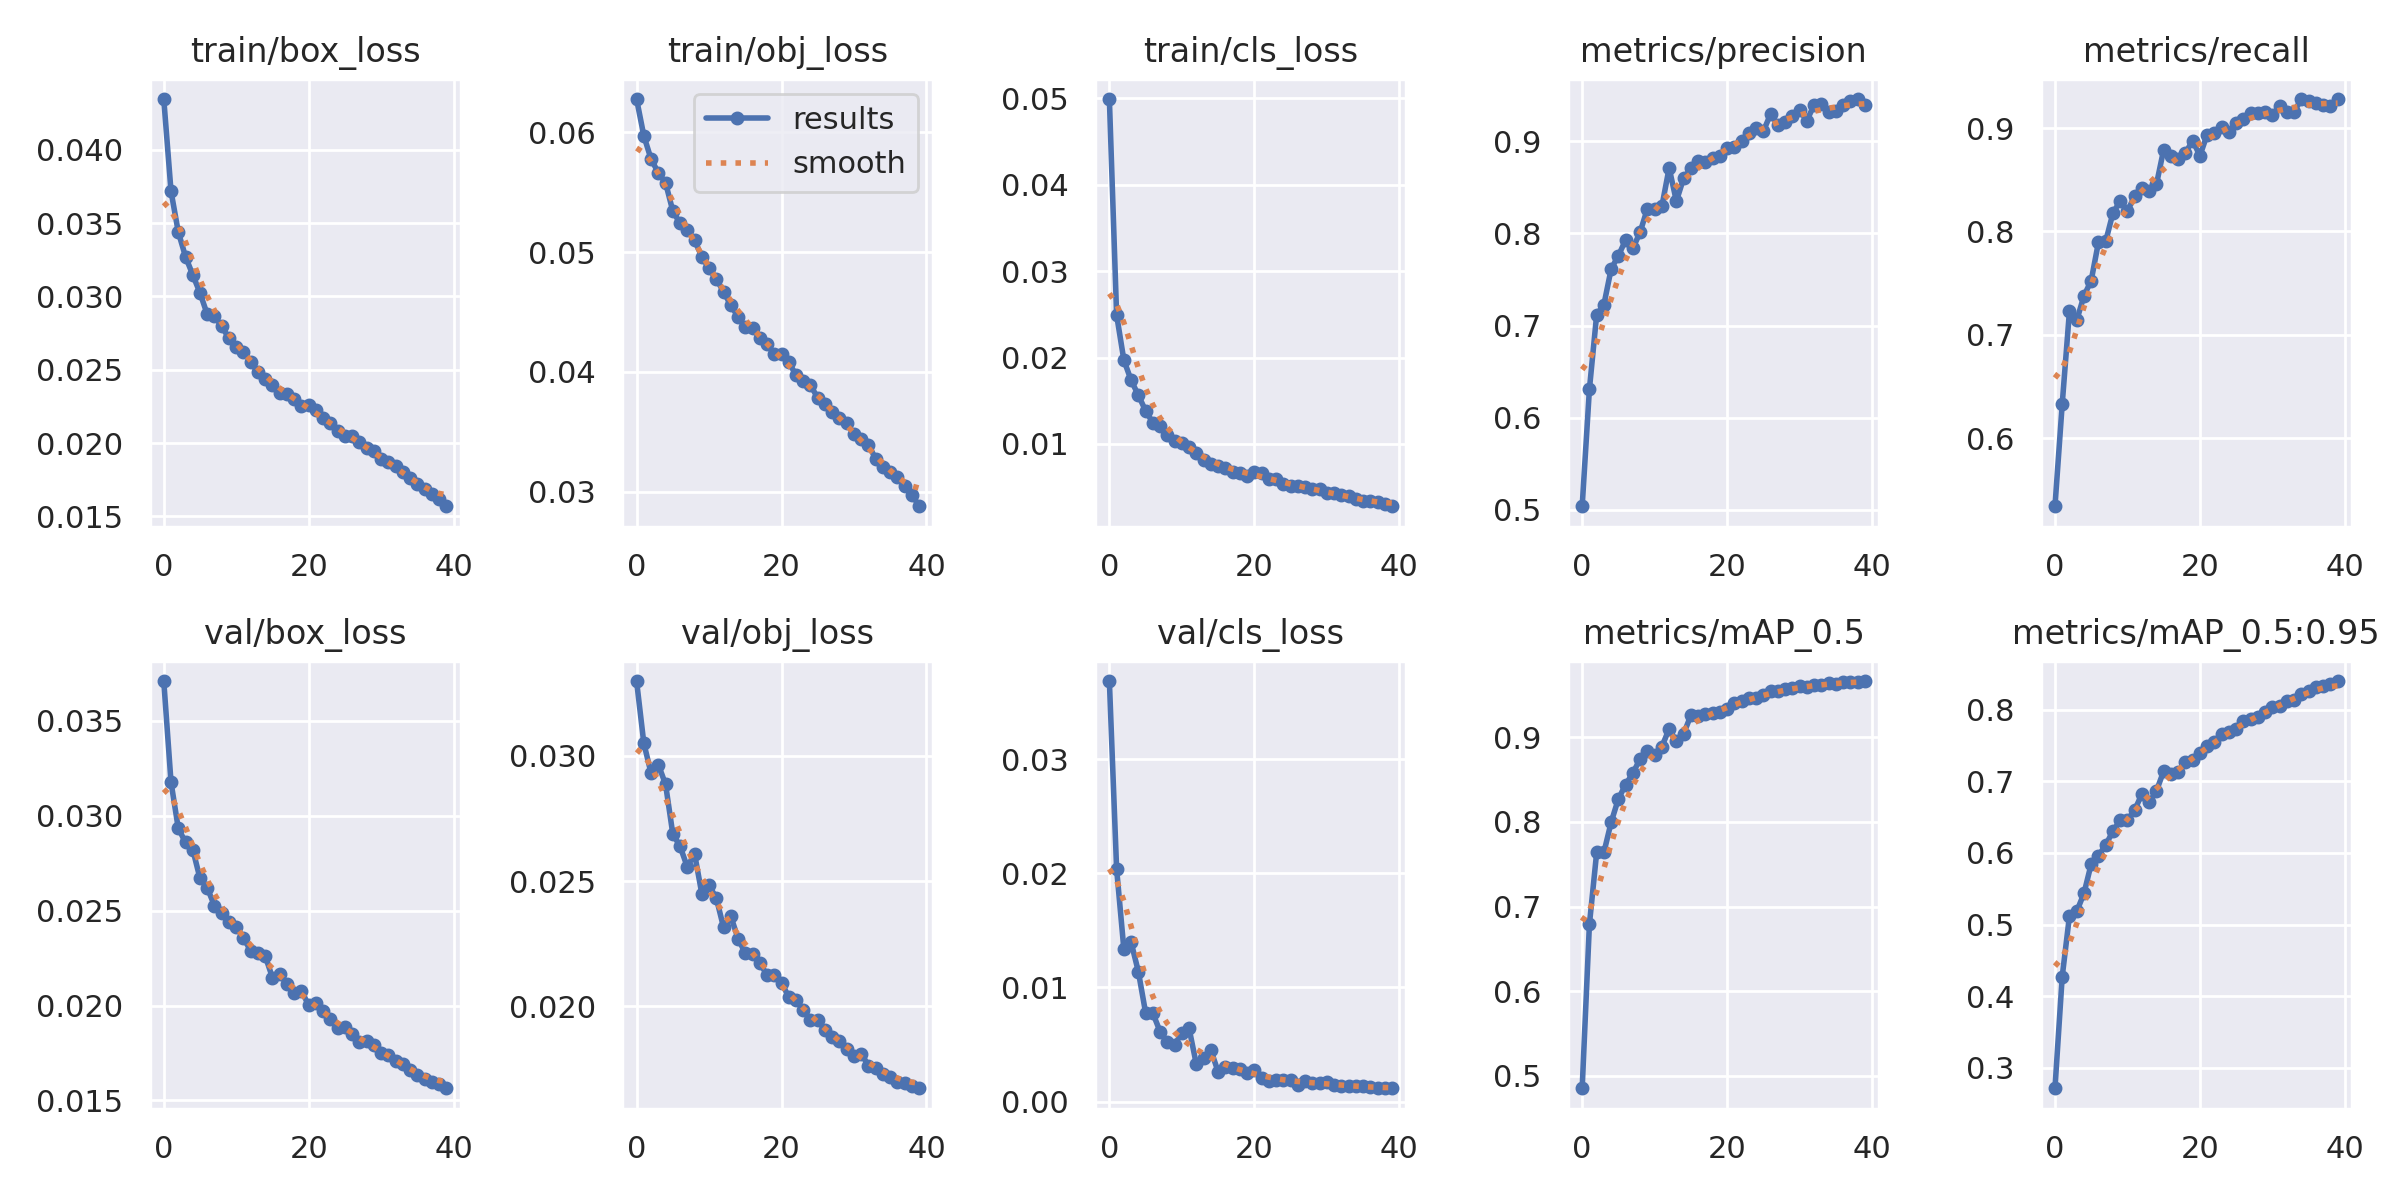 train/box_loss
0.040
0.035
0.030
0.025
0.020
0.015
0 20 40
train/obj_loss
results
smooth
0.06
0.05
0.04
0.03
0 20 40
train/cls_loss
0.05
0.04
0.03
0.02
0.01
0 20 40
metrics/precision
0.9
0.8
0.7
0.6
0.5
0 20 40
metrics/recall
0.9
0.8
0.7
0.6
0 20 40
val/box_loss
0.035
0.030
0.025
0.020
0.015
0 20 40
val/obj_loss
0.030
0.025
0.020
0 20 40
val/cls_loss
0.03
0.02
0.01
0.00
0 20 40
metrics/mAP_0.5
0.9
0.8
0.7
0.6
0.5
0 20 40
metrics/mAP_0.5:0.95
0.8
0.7
0.6
0.5
0.4
0.3
0 20 40